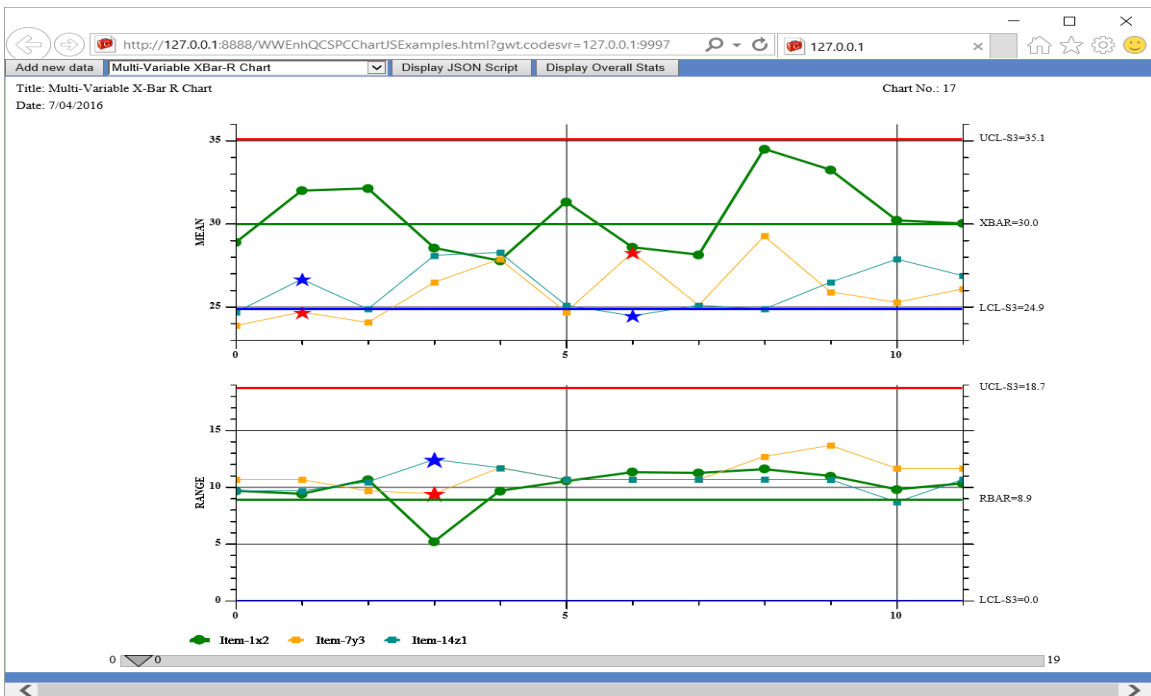 http://127.0.0.1:8888/WWEnhQCSPCChartJSExamples.html?gwt.codesvr=127.0.0.1:9997
127.0.0.1
Add new data
Multi-Variable XBar-R Chart
Display JSON Script
Display Overall Stats
Title: Multi-Variable X-Bar R Chart
Chart No.: 17
Date: 7/04/2016
MEAN
35
30
25
0
5
10
UCL-S3=35.1
XBAR=30.0
LCL-S3=24.9
RANGE
15
10
5
0
0
5
10
UCL-S3=18.7
RBAR=8.9
LCL-S3=0.0
Item-1x2
Item-7y3
Item-14z1
0
0
19